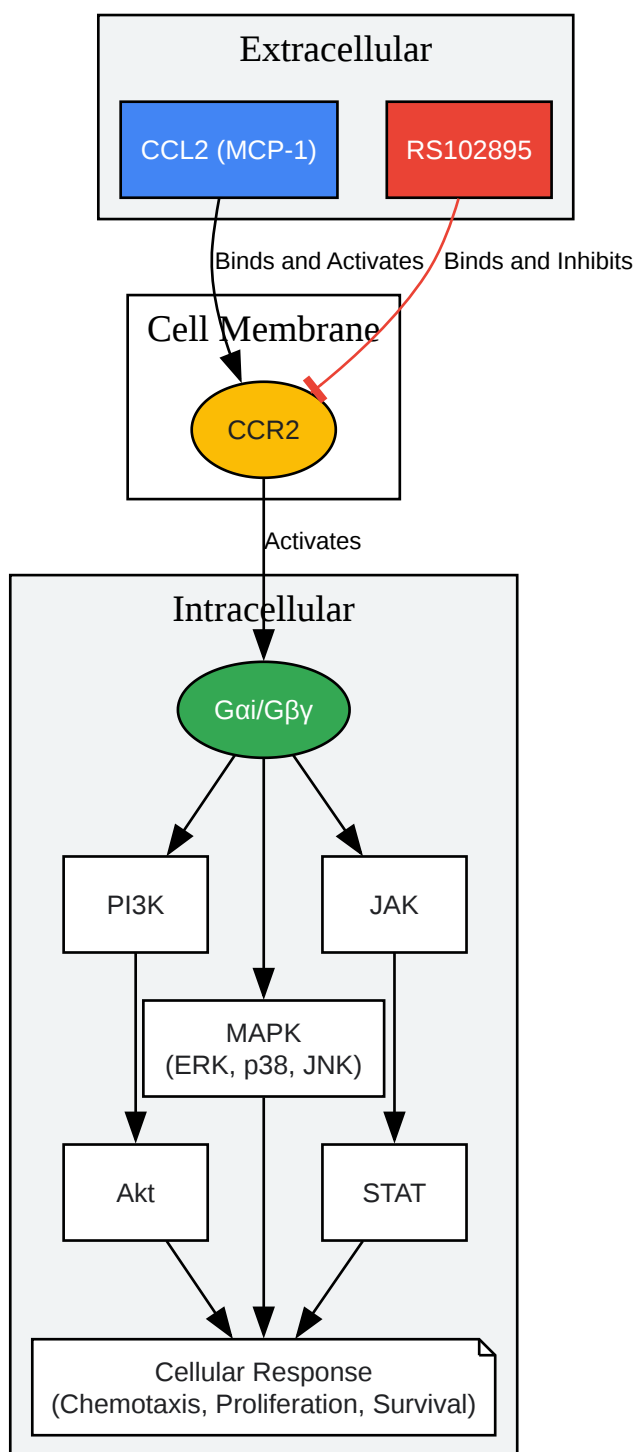 Extracellular
CCL2 (MCP-1)
RS102895
Binds and Activates
Binds and Inhibits
Cell Membrane
CCR2
Activates
Intracellular
Gαi/Gβγ
PI3K
JAK
MAPK
(ERK, p38, JNK)
Akt
STAT
Cellular Response
(Chemotaxis, Proliferation, Survival)